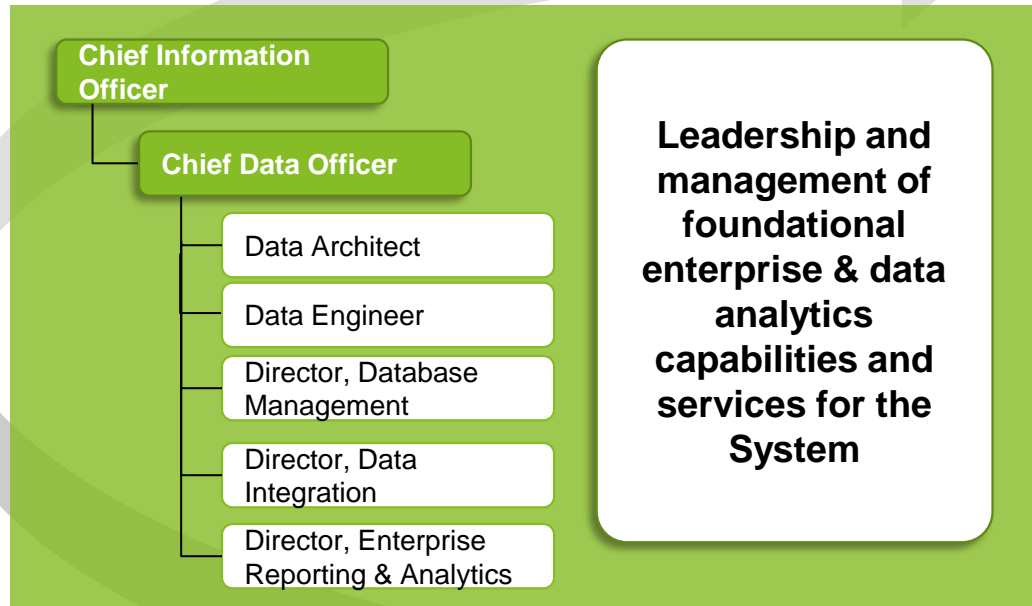 Chief Information
Officer
Chief Data Officer
Data Architect
Data Engineer
Director, Database
Management
Director, Data
Integration
Director, Enterprise
Reporting & Analytics
Leadership and
management of
foundational
enterprise & data
analytics
capabilities and
services for the
System